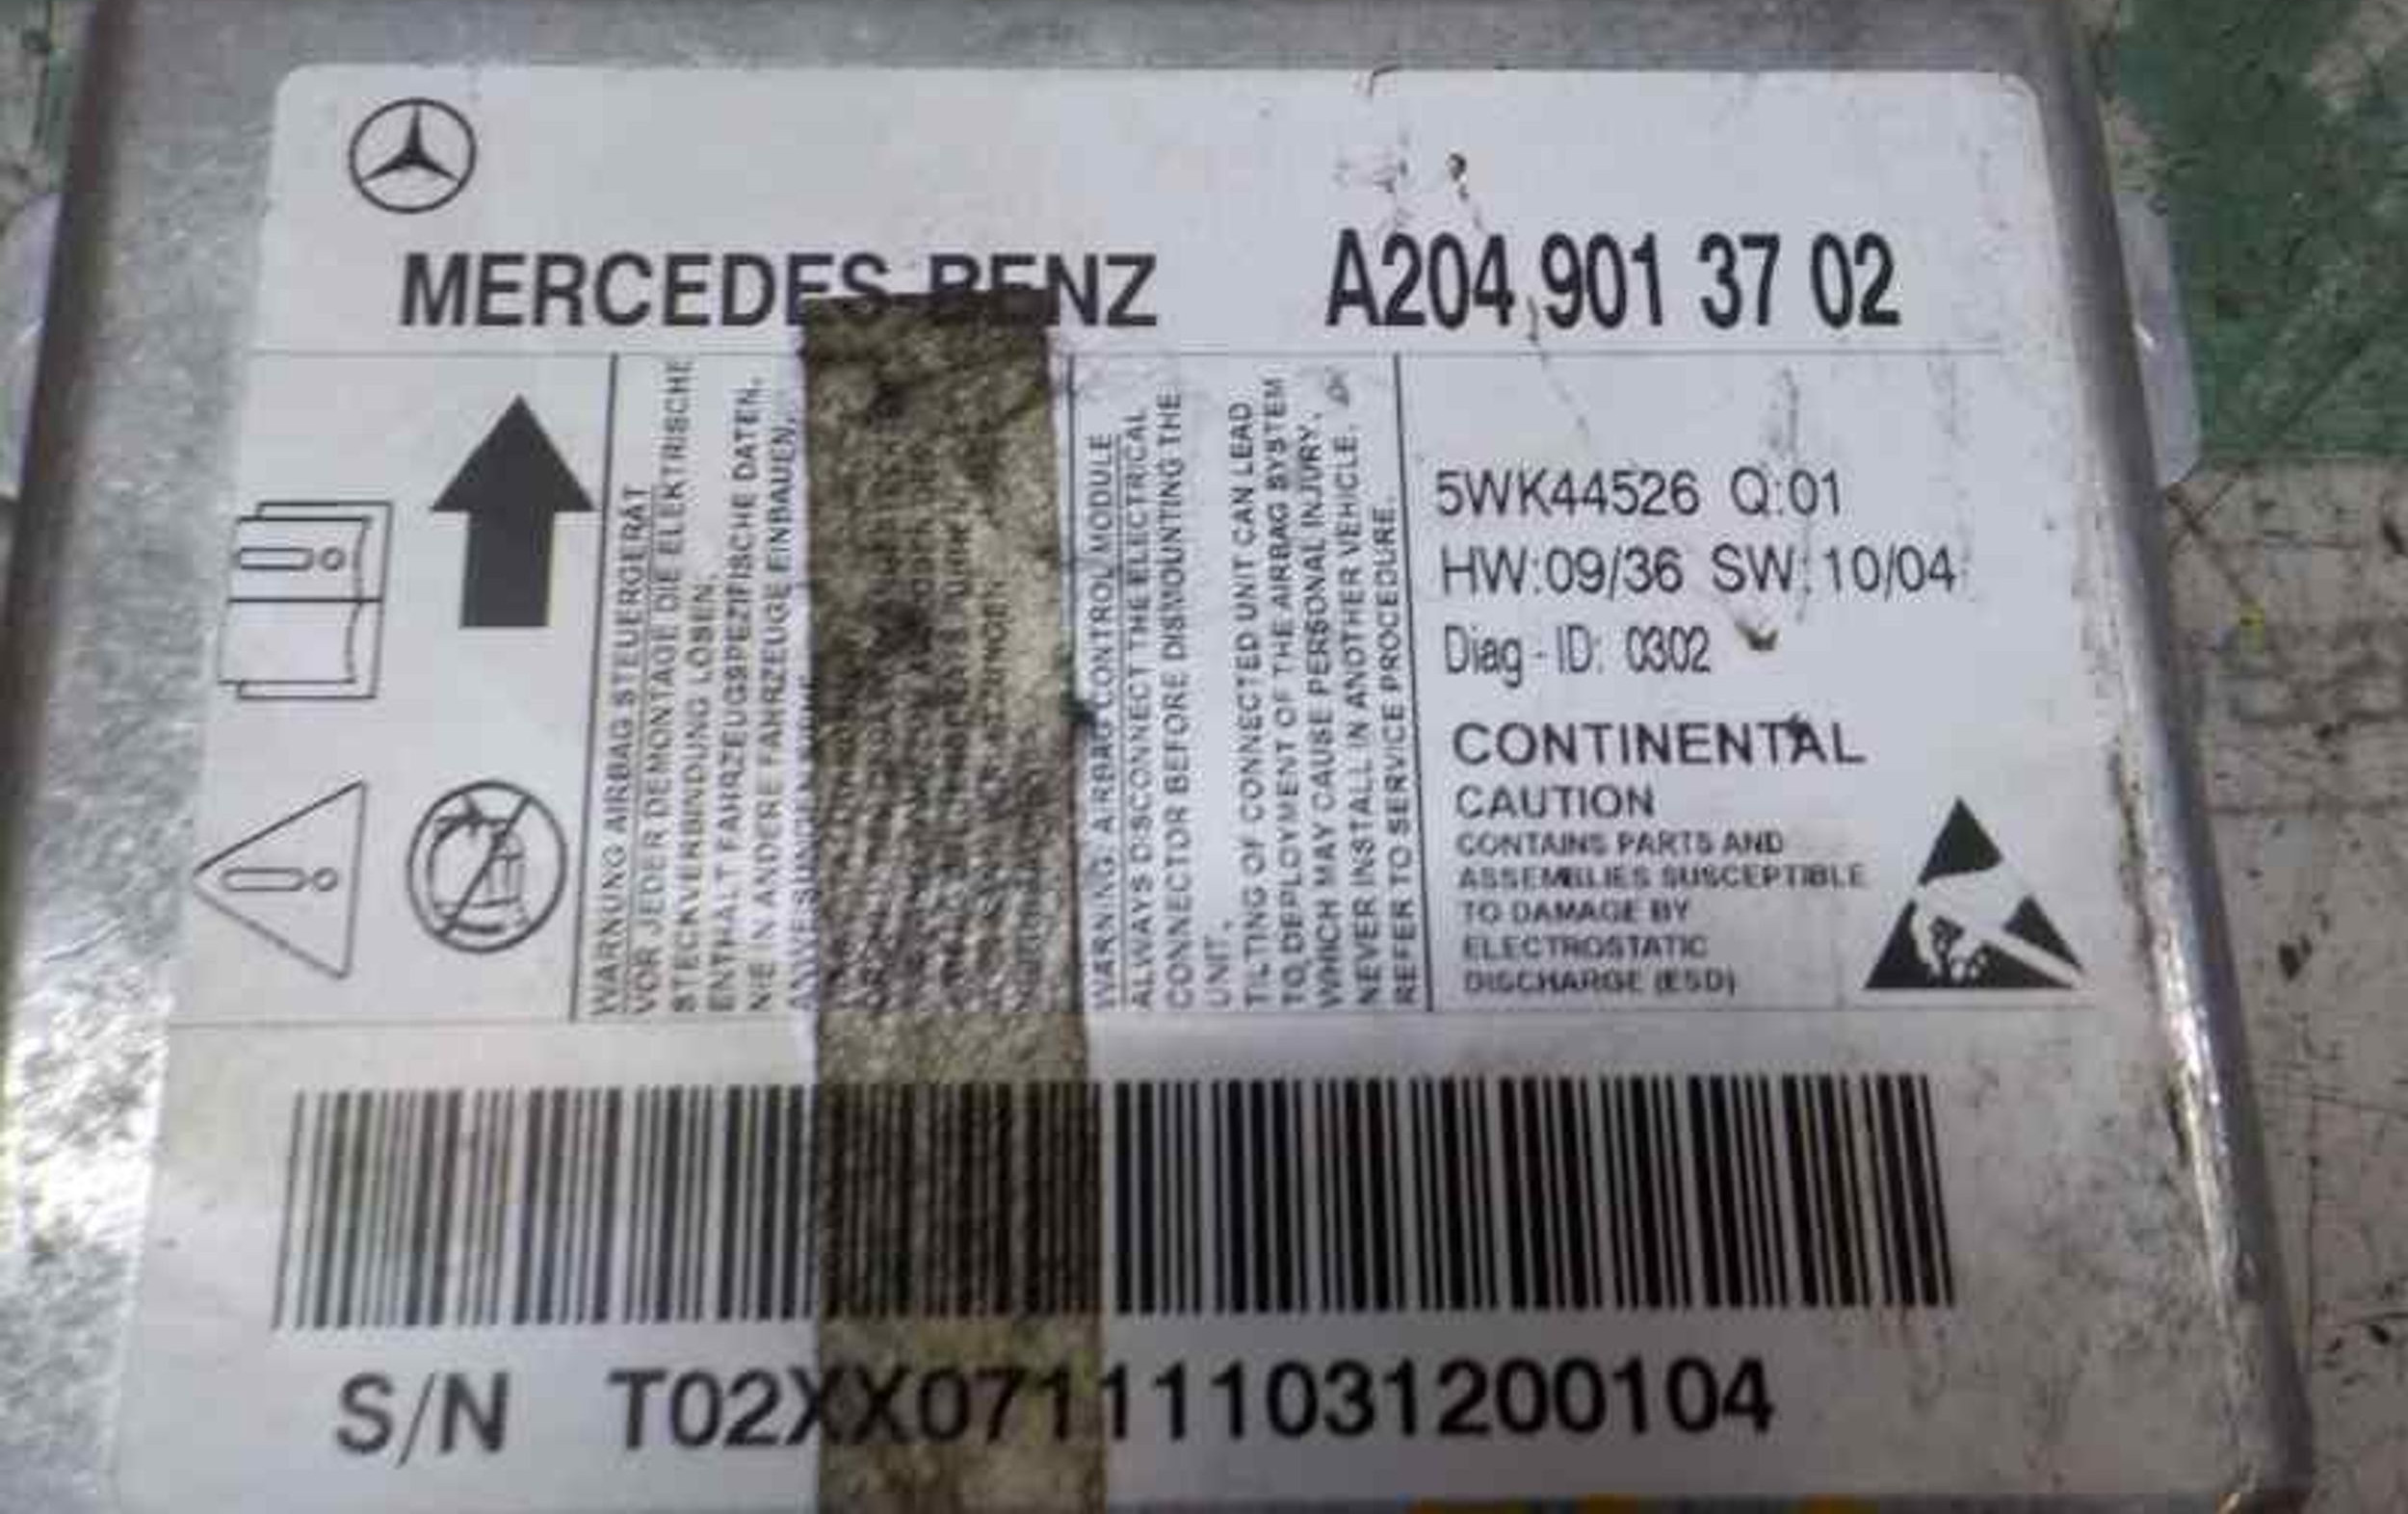 MERCEDES-BENZ
A204 901 37 02
WARNUNG AIRBAG STEUERGERÄT
VOR JEDER DEMONTAGE DIE ELEKTRISCHE
STECKVERBINDUNG LÖSEN.
ENTHÄLT FAHRZEUGSPEZIFISCHE DATEN.
NIE IN ANDERE FAHRZEUGE EINBAUEN.
WARNING: AIRBAG CONTROL MODULE
ALWAYS DISCONNECT THE ELECTRICAL
CONNECTOR BEFORE DISMOUNTING THE
UNIT.
TILTING OF CONNECTED UNIT CAN LEAD
TO DEPLOYMENT OF THE AIRBAG SYSTEM
WHICH MAY CAUSE PERSONAL INJURY.
NEVER INSTALL IN ANOTHER VEHICLE.
REFER TO SERVICE PROCEDURE.
5WK44526 Q:01
HW:09/36 SW:10/04
Diag - ID: 0302
CONTINENTAL
CAUTION
CONTAINS PARTS AND
ASSEMBLIES SUSCEPTIBLE
TO DAMAGE BY
ELECTROSTATIC
DISCHARGE (ESD)
S/N T02XX071111031200104